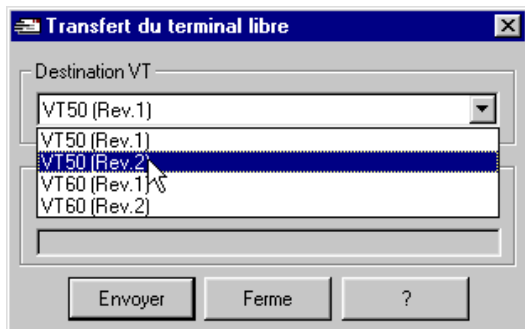 Transfert du terminal libre
Destination VT
VT50 (Rev.1)
VT50 (Rev.1)
VT50 (Rev.2)
VT60 (Rev.1)
VT60 (Rev.2)
Envoyer Ferme ?